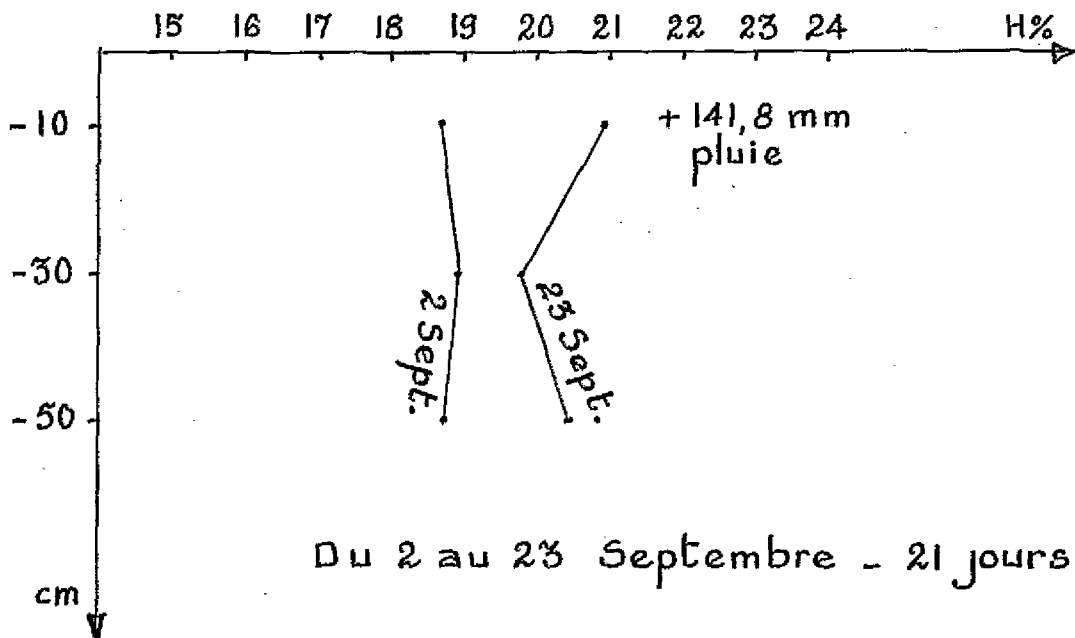 15 16 17 18 19 20 21 22 23 24 H%
-10
+ 141,8 mm
pluie
-30
2 Sept.
23 Sept.
-50
Du 2 au 23 Septembre - 21 jours
cm